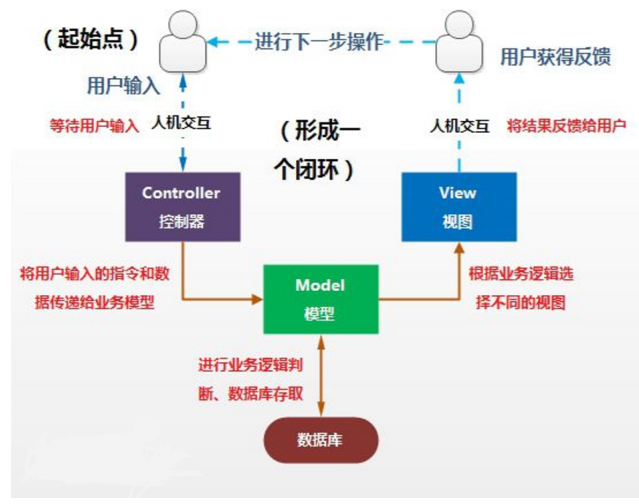 （起始点）
进行下一步操作
用户获得反馈
用户输入
等待用户输入
人机交互
（形成一
个闭环）
人机交互
将结果反馈给用户
Controller
控制器
View
视图
将用户输入的指令和数
据传递给业务模型
Model
模型
根据业务逻辑选
择不同的视图
进行业务逻辑判
断、数据库存取
数据库